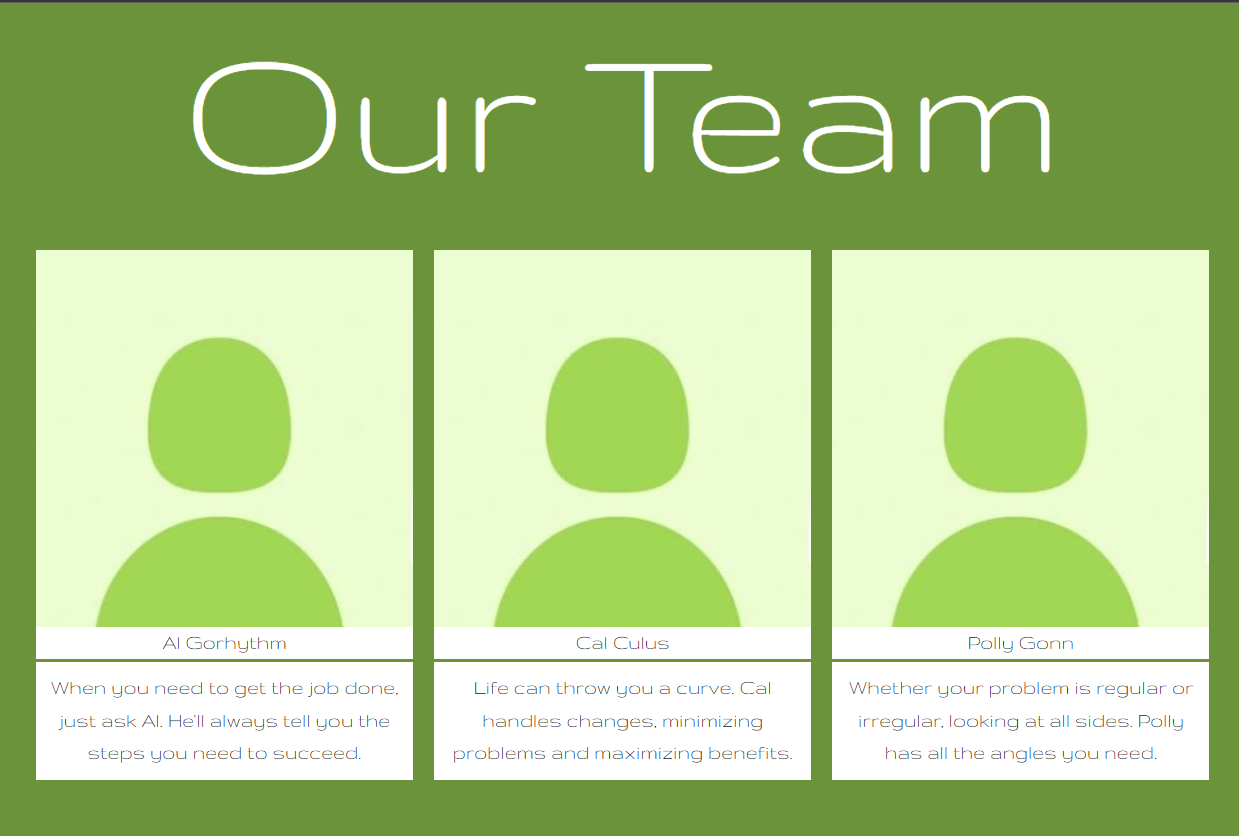 Our Team
Al Gorhythm
When you need to get the job done,
just ask Al. He'll always tell you the
steps you need to succeed.
Cal Culus
Life can throw you a curve. Cal
handles changes, minimizing
problems and maximizing benefits.
Polly Gonn
Whether your problem is regular or
irregular, looking at all sides. Polly
has all the angles you need.